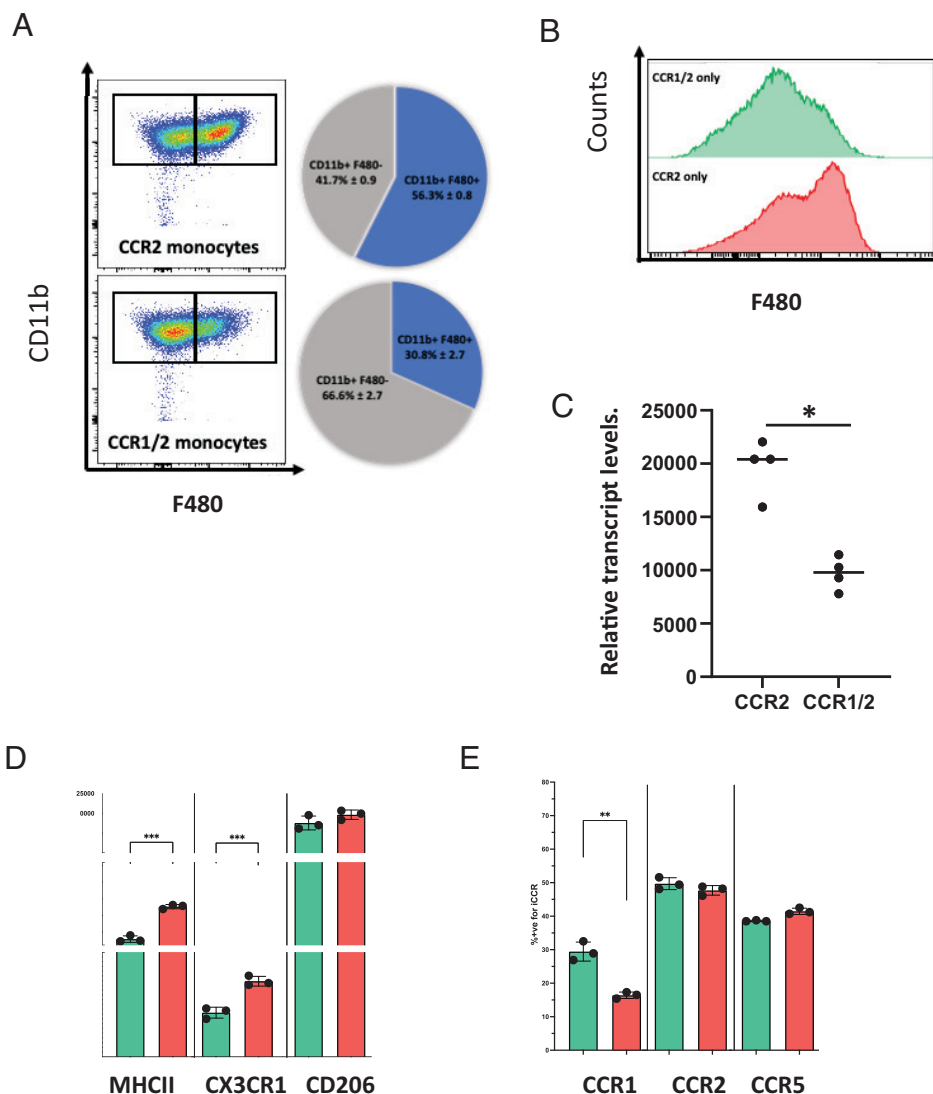 A
CD11b+ F480-
41.7% ± 0.9
CD11b+ F480+
56.3% ± 0.8
CCR2 monocytes
CD11b
CD11b+ F480+
30.8% ± 2.7
CD11b+ F480-
66.6% ± 2.7
CCR1/2 monocytes
F480
B
Counts
CCR1/2 only
CCR2 only
F480
C
Relative transcript levels.
25000
20000
15000
10000
5000
0
*
CCR2 CCR1/2
D
25000
0000
*** ***
MHCII CX3CR1 CD206
E
%+ve for iCCR
80
70
60
50
40
30
20
10
0
**
CCR1 CCR2 CCR5